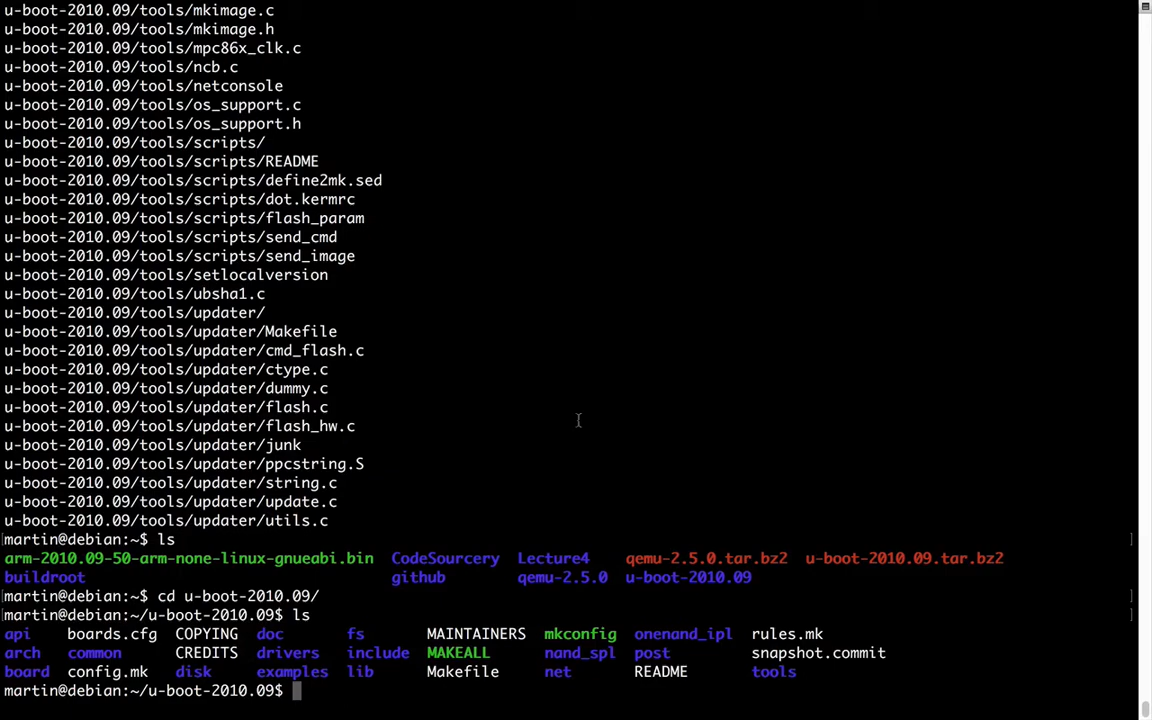 u-boot-2010.09/tools/mkimage.c
u-boot-2010.09/tools/mkimage.h
u-boot-2010.09/tools/mpc86x_clk.c
u-boot-2010.09/tools/ncb.c
u-boot-2010.09/tools/netconsole
u-boot-2010.09/tools/os_support.c
u-boot-2010.09/tools/os_support.h
u-boot-2010.09/tools/scripts/
u-boot-2010.09/tools/scripts/README
u-boot-2010.09/tools/scripts/define2mk.sed
u-boot-2010.09/tools/scripts/dot.kermrc
u-boot-2010.09/tools/scripts/flash_param
u-boot-2010.09/tools/scripts/send_cmd
u-boot-2010.09/tools/scripts/send_image
u-boot-2010.09/tools/setlocalversion
u-boot-2010.09/tools/ubsha1.c
u-boot-2010.09/tools/updater/
u-boot-2010.09/tools/updater/Makefile
u-boot-2010.09/tools/updater/cmd_flash.c
u-boot-2010.09/tools/updater/ctype.c
u-boot-2010.09/tools/updater/dummy.c
u-boot-2010.09/tools/updater/flash.c
u-boot-2010.09/tools/updater/flash_hw.c
u-boot-2010.09/tools/updater/junk
u-boot-2010.09/tools/updater/ppcstring.S
u-boot-2010.09/tools/updater/string.c
u-boot-2010.09/tools/updater/update.c
u-boot-2010.09/tools/updater/utils.c
martin@debian:~$ ls
arm-2010.09-50-arm-none-linux-gnueabi.bin CodeSourcery Lecture4 qemu-2.5.0.tar.bz2 u-boot-2010.09.tar.bz2
buildroot github qemu-2.5.0 u-boot-2010.09
martin@debian:~$ cd u-boot-2010.09/
martin@debian:~/u-boot-2010.09$ ls
api boards.cfg COPYING doc fs MAINTAINERS mkconfig onenand_ipl rules.mk
arch common CREDITS drivers include MAKEALL nand_spl post snapshot.commit
board config.mk disk examples lib Makefile net README tools
martin@debian:~/u-boot-2010.09$